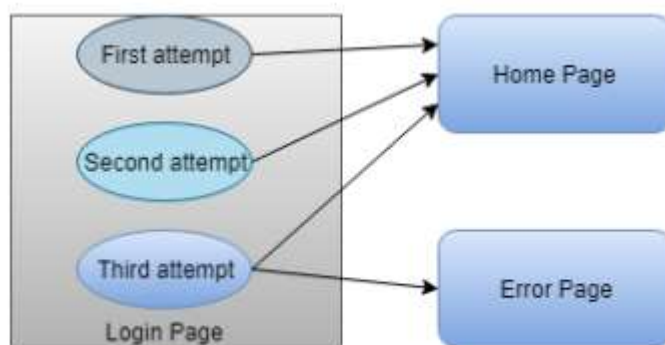 First attempt
Home Page
Second attempt
Third attempt
Error Page
Login Page